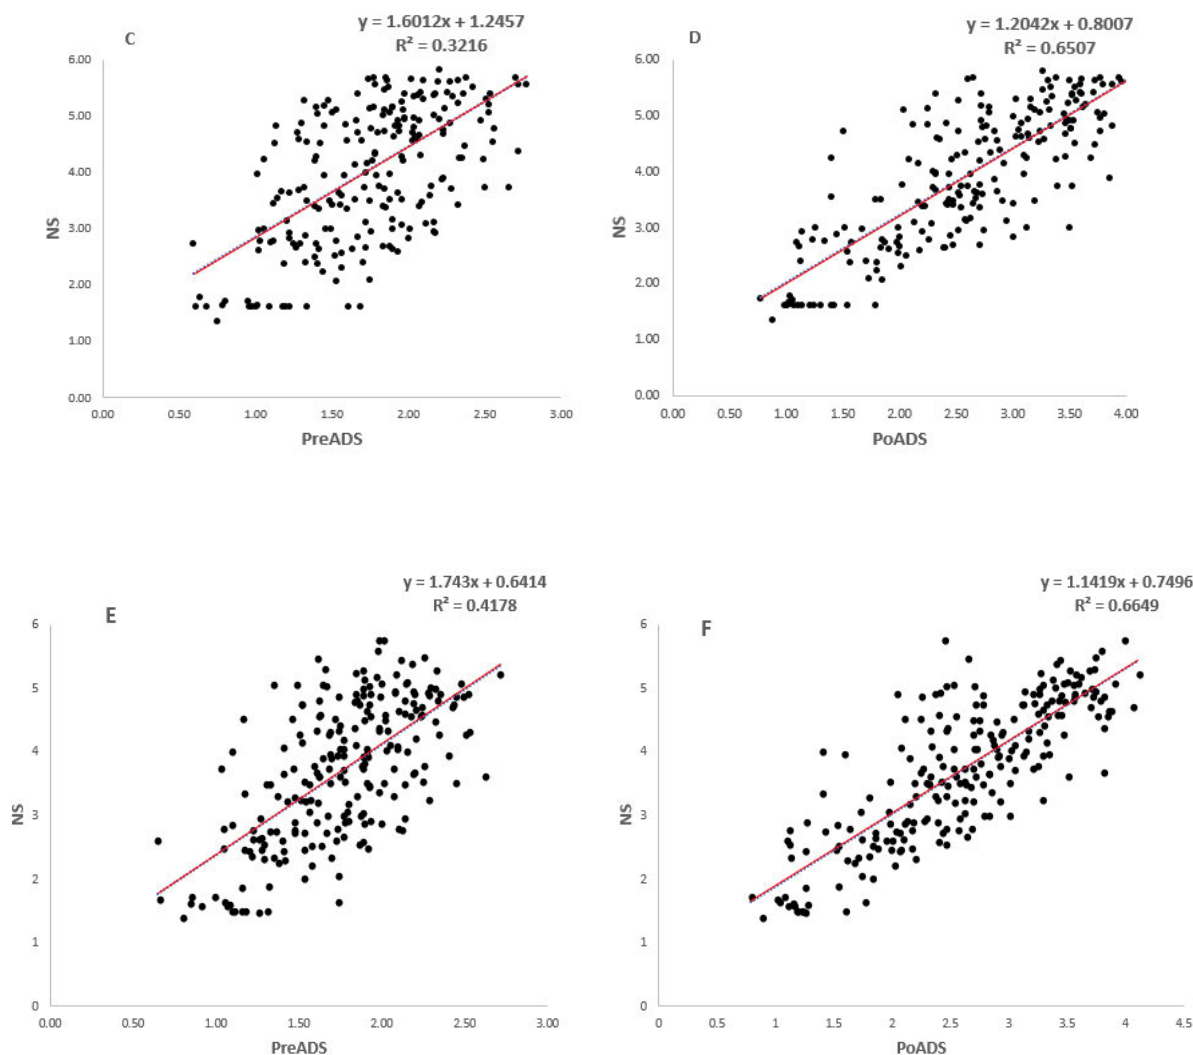 y = 1.6012x + 1.2457
R² = 0.3216
C
6.00
5.00
4.00
3.00
2.00
1.00
0.00
NS
0.00 0.50 1.00 1.50 2.00 2.50 3.00
PreADS
y = 1.2042x + 0.8007
R² = 0.6507
D
6.00
5.00
4.00
3.00
2.00
1.00
0.00
NS
0.00 0.50 1.00 1.50 2.00 2.50 3.00 3.50 4.00
PoADS
y = 1.743x + 0.6414
R² = 0.4178
E
6
5
4
3
2
1
0
NS
0.00 0.50 1.00 1.50 2.00 2.50 3.00
PreADS
y = 1.1419x + 0.7496
R² = 0.6649
F
6
5
4
3
2
1
0
NS
0 0.5 1 1.5 2 2.5 3 3.5 4 4.5
PoADS